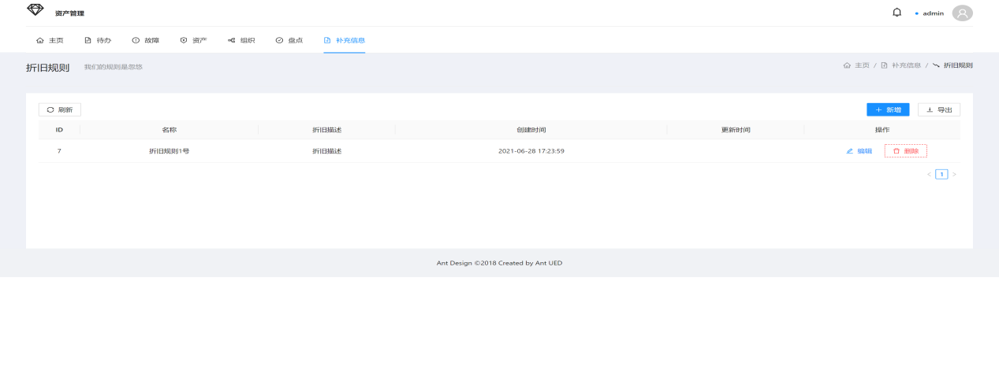 资产管理
admin
主页 待办 故障 资产 组织 盘点 补充信息
折旧规则 我们的规则是忽悠
主页 / 补充信息 / 折旧规则
刷新 新增 导出
ID 名称 折旧描述 创建时间 更新时间 操作
7 折旧规则1号 折旧描述 2021-06-28 17:23:59 编辑 删除
< 1 >
Ant Design ©2018 Created by Ant UED